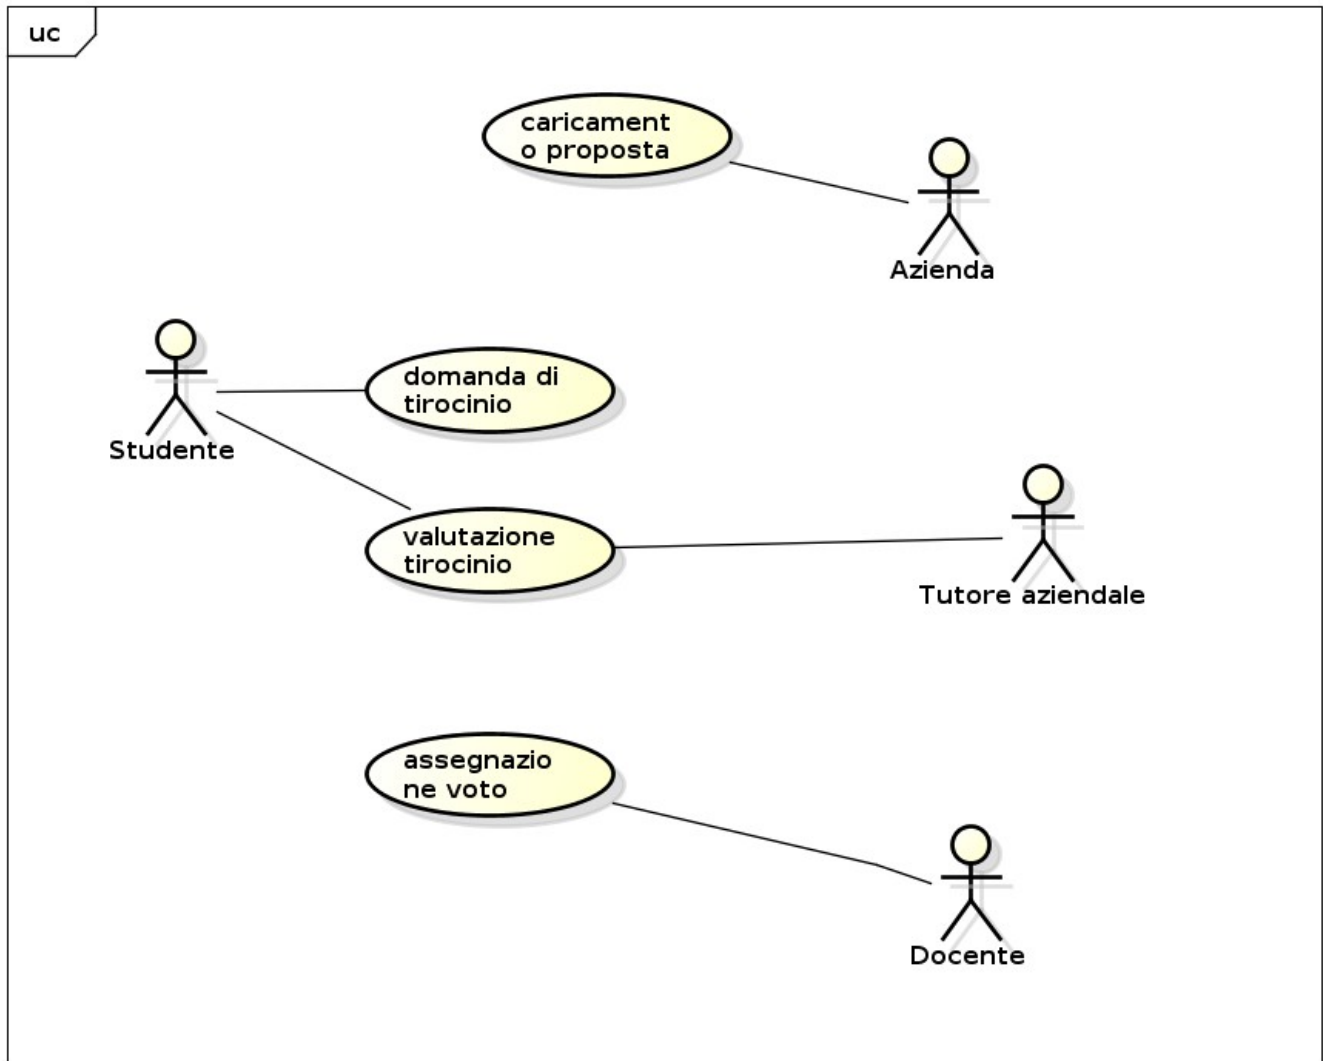 uc
caricament
o proposta
Azienda
domanda di
tirocinio
Studente
valutazione
tirocinio
Tutore aziendale
assegnazio
ne voto
Docente